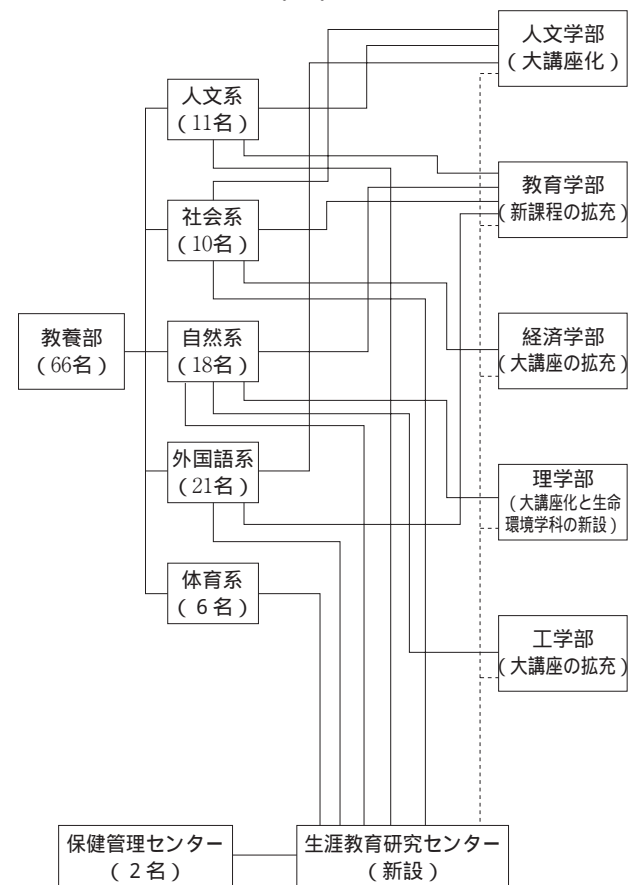 人文学部
（大講座化）
人文系
（11名）
教育学部
（新課程の拡充）
社会系
（10名）
教養部
（66名）
自然系
（18名）
経済学部
（大講座の拡充）
外国語系
（21名）
理学部
（大講座化と生命
環境学科の新設）
体育系
（６名）
工学部
（大講座の拡充）
保健管理センター
（２名）
生涯教育研究センター
（新設）